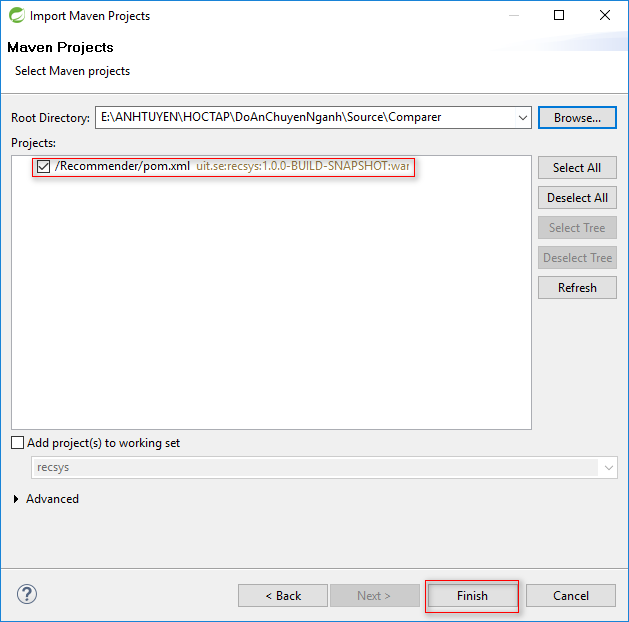 Import Maven Projects
Maven Projects
Select Maven projects
Root Directory: E:\ANHTUYEN\HOCTAP\DoAnChuyenNganh\Source\Comparer Browse...
Projects:
/Recommender/pom.xml uit.se:recsys:1.0.0-BUILD-SNAPSHOT:war
Select All
Deselect All
Select Tree
Deselect Tree
Refresh
Add project(s) to working set
recsys
Advanced
? < Back Next > Finish Cancel